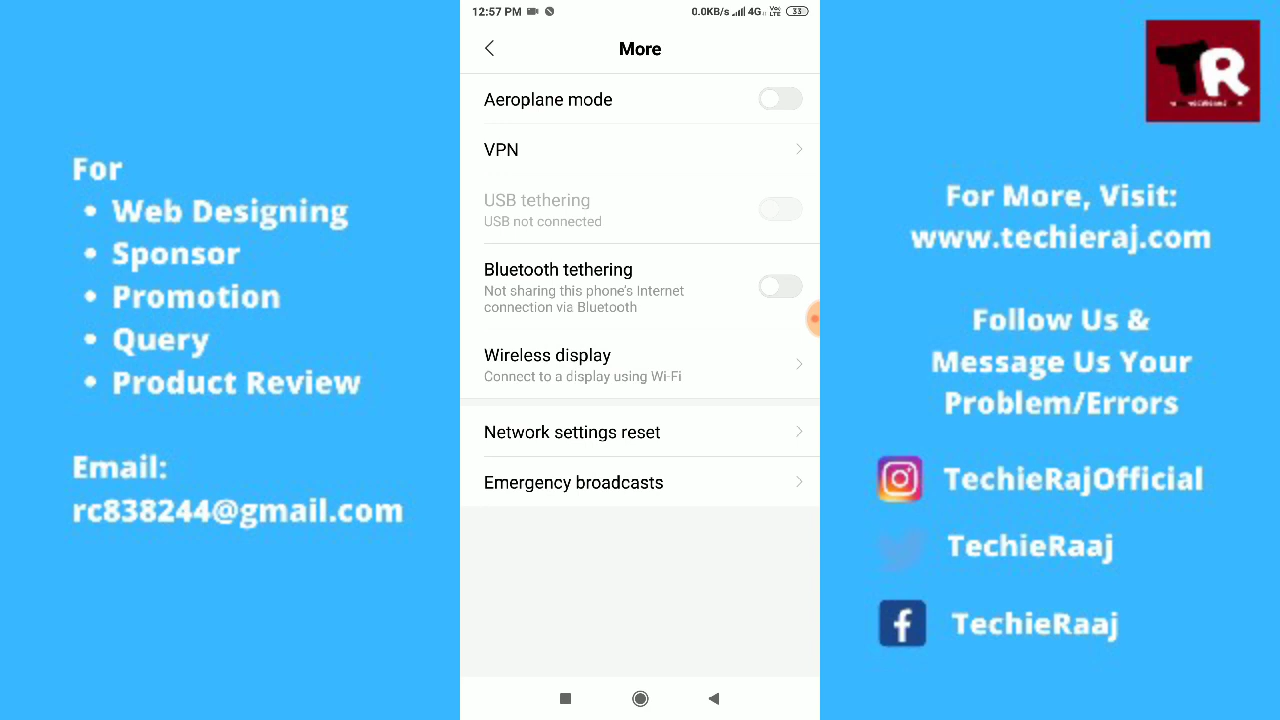 For
• Web Designing
• Sponsor
• Promotion
• Query
• Product Review
Email:
rc838244@gmail.com
12:57 PM
0.0KB/s 4G VoLTE 33
More
Aeroplane mode
VPN
USB tethering
USB not connected
Bluetooth tethering
Not sharing this phone's Internet
connection via Bluetooth
Wireless display
Connect to a display using Wi-Fi
Network settings reset
Emergency broadcasts
TR
For More, Visit:
www.techieraj.com
Follow Us &
Message Us Your
Problem/Errors
TechieRajOfficial
TechieRaaj
TechieRaaj